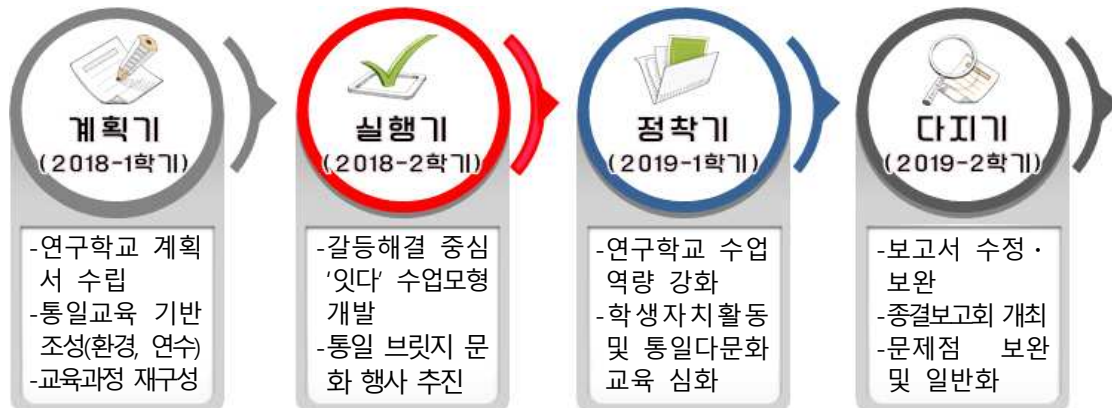 계획기
(2018-1학기)
-연구학교 계획
서 수립
-통일교육 기반
조성(환경, 연수)
-교육과정 재구성
실행기
(2018-2학기)
-갈등해결 중심
‘잇다’ 수업모형
개발
-통일 브릿지 문
화 행사 추진
정착기
(2019-1학기)
-연구학교 수업
역량 강화
-학생자치활동
및 통일다문화
교육 심화
다지기
(2019-2학기)
-보고서 수정·
보완
-종결보고회 개최
-문제점 보완
및 일반화